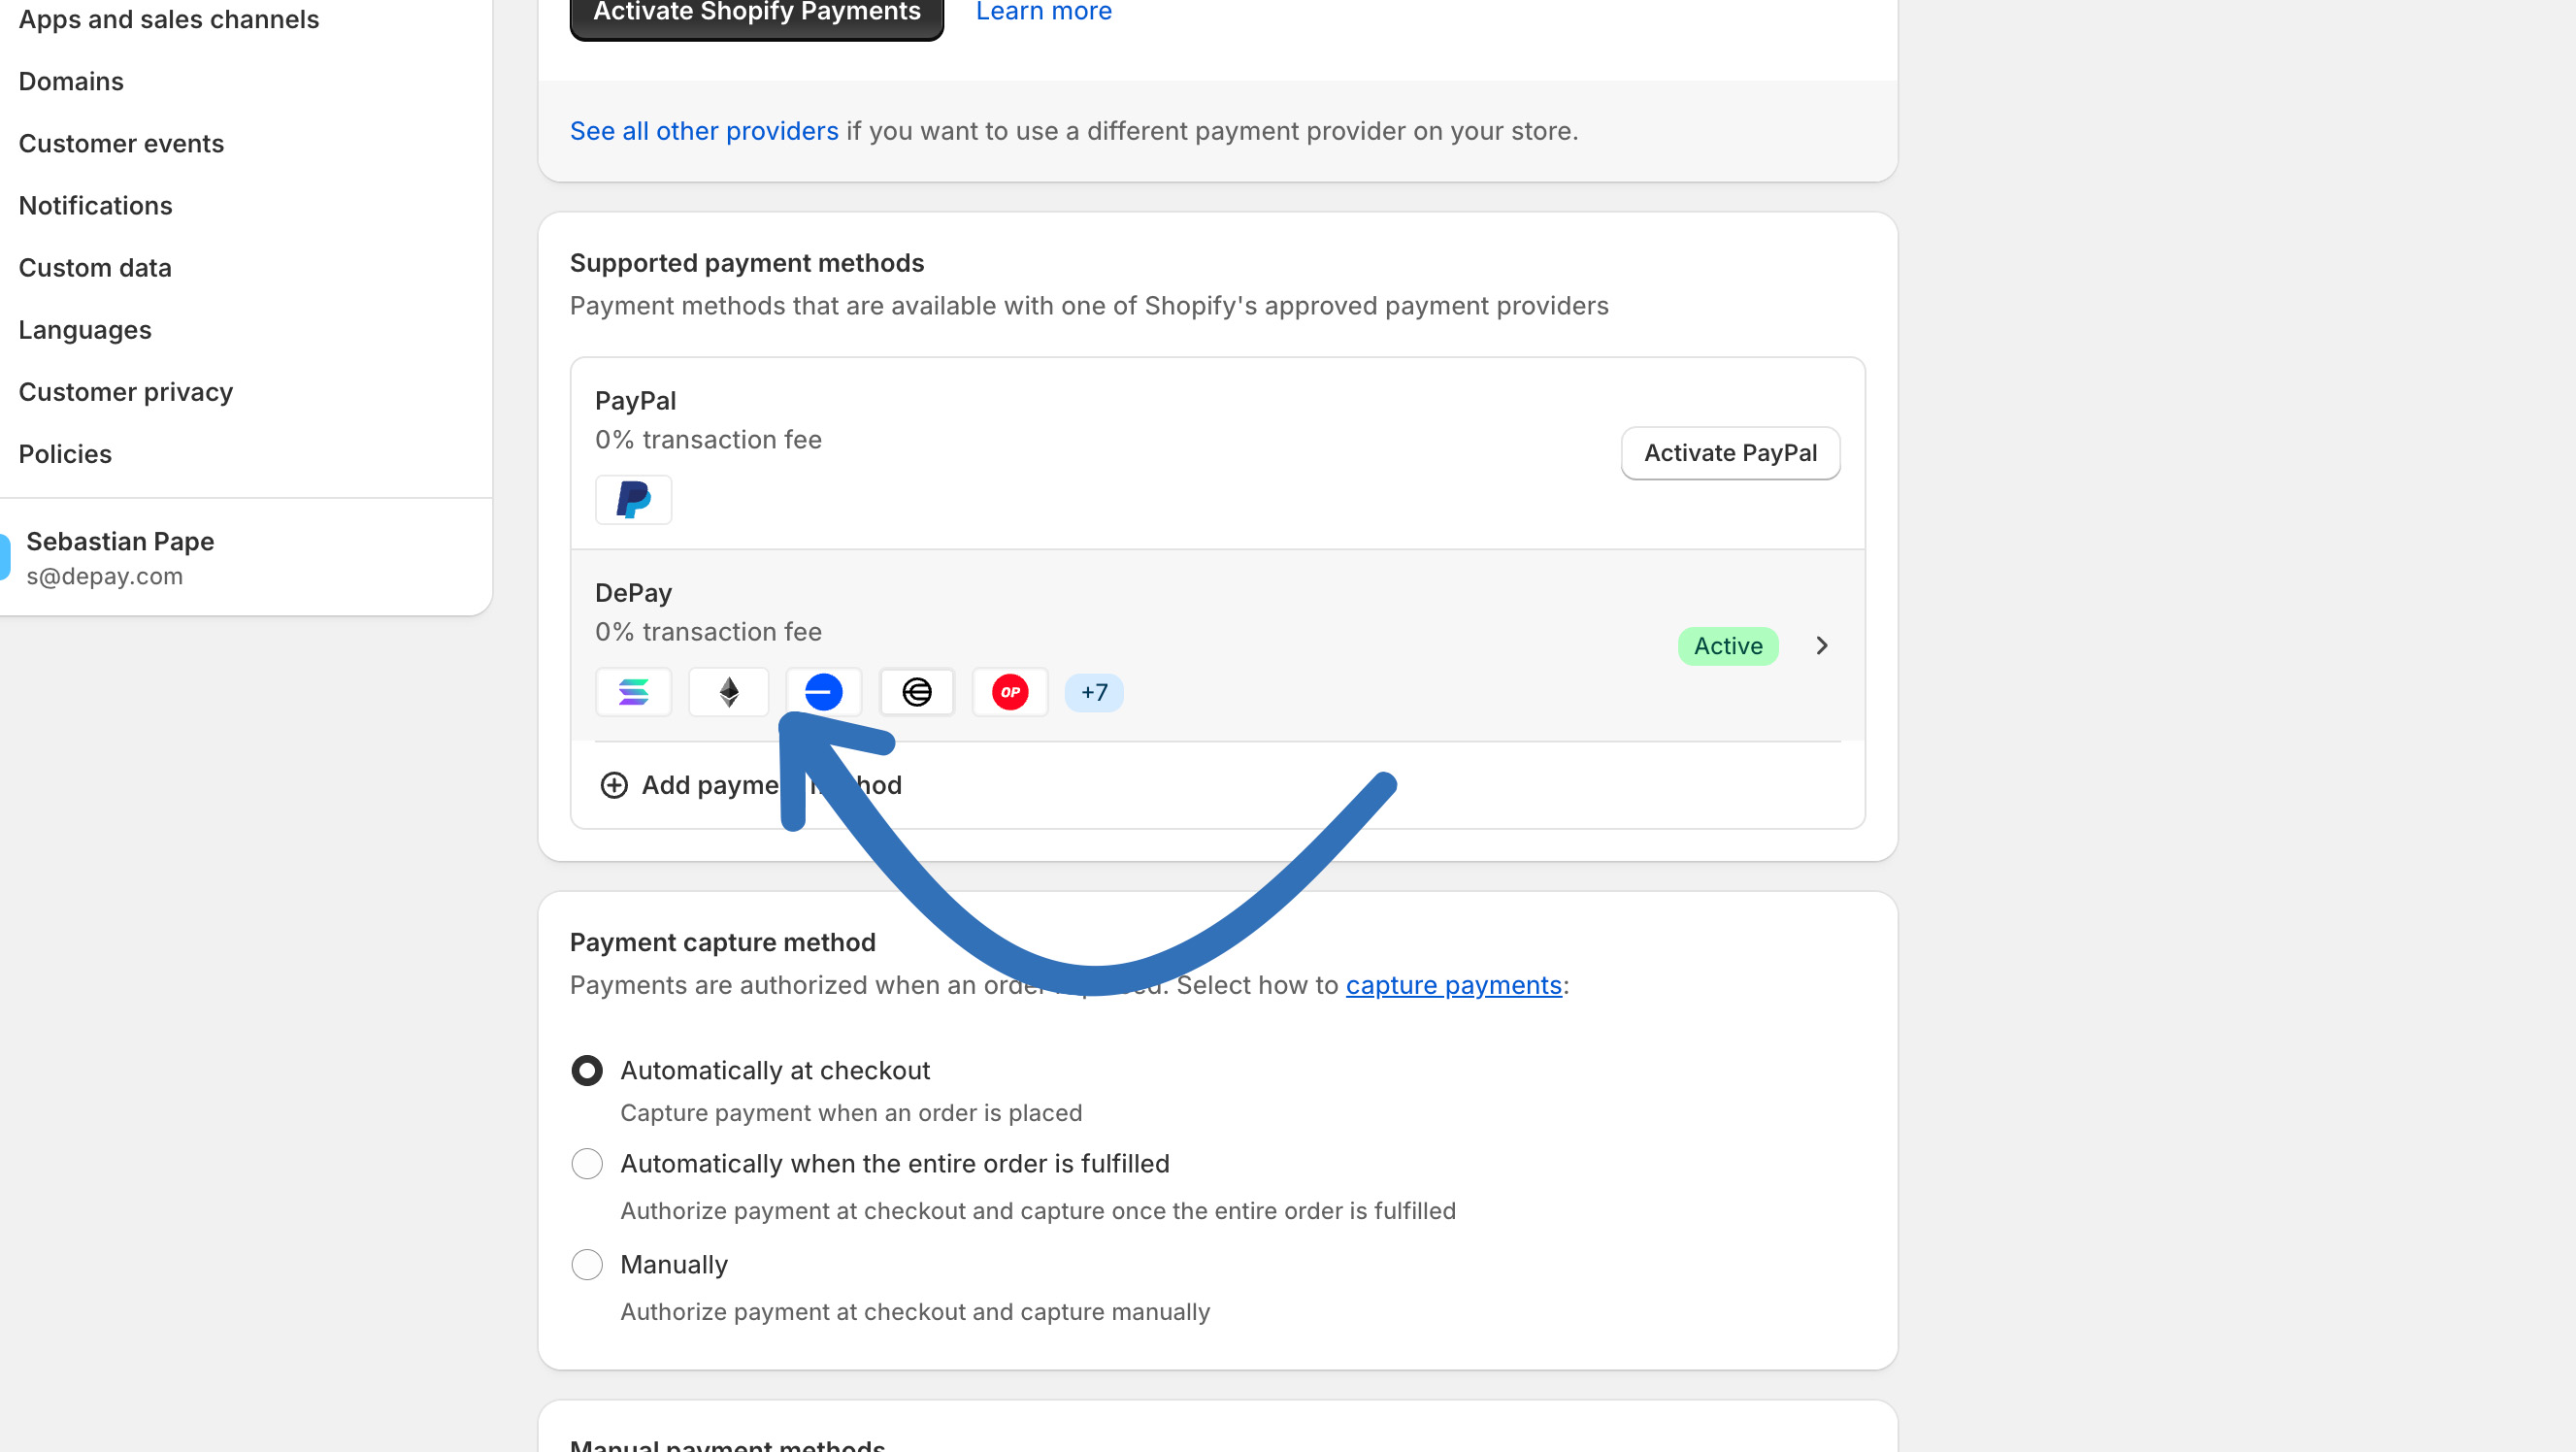 Apps and sales channels
Domains
Customer events
Notifications
Custom data
Languages
Customer privacy
Policies
Sebastian Pape
s@depay.com
Activate Shopify Payments
Learn more
See all other providers if you want to use a different payment provider on your store.
Supported payment methods
Payment methods that are available with one of Shopify's approved payment providers
PayPal
0% transaction fee
Activate PayPal
DePay
0% transaction fee
Active
OP
+7
Add
Payment capture method
Payments are authorized when an order. Select how to capture payments:
Automatically at checkout
Capture payment when an order is placed
Automatically when the entire order is fulfilled
Authorize payment at checkout and capture once the entire order is fulfilled
Manually
Authorize payment at checkout and capture manually
Manual payment methods